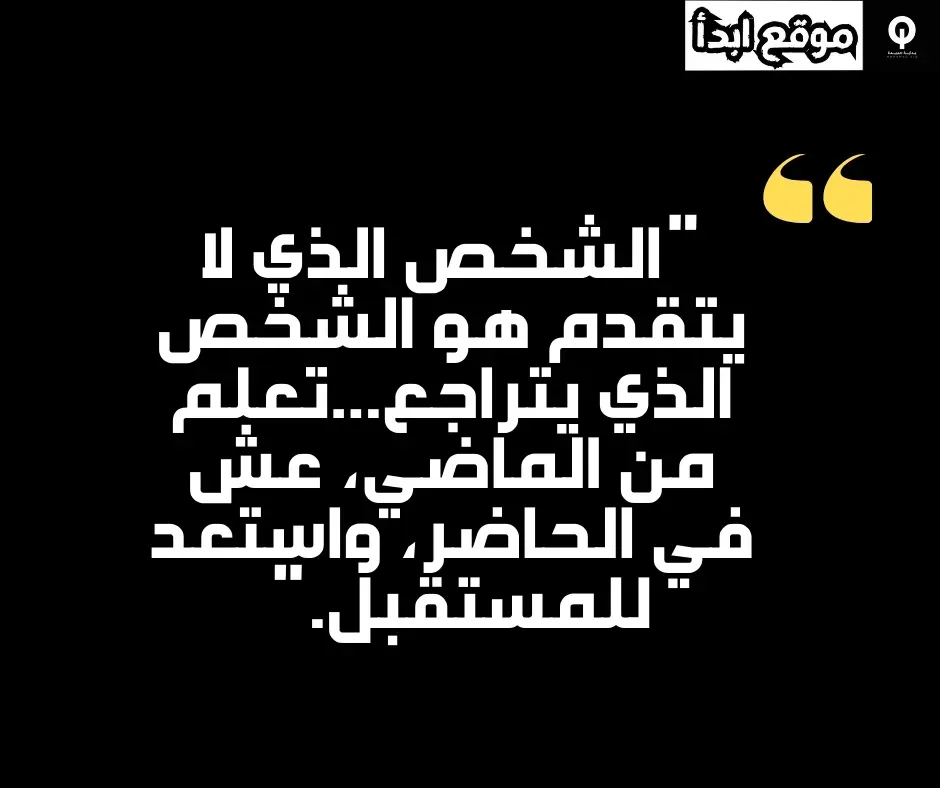 موقع ابدأ
"الشخص الذي لا
يتقدم هو الشخص
الذي يتراجع...تعلم
من الماضي، عش
في الحاضر، واستعد
للمستقبل.